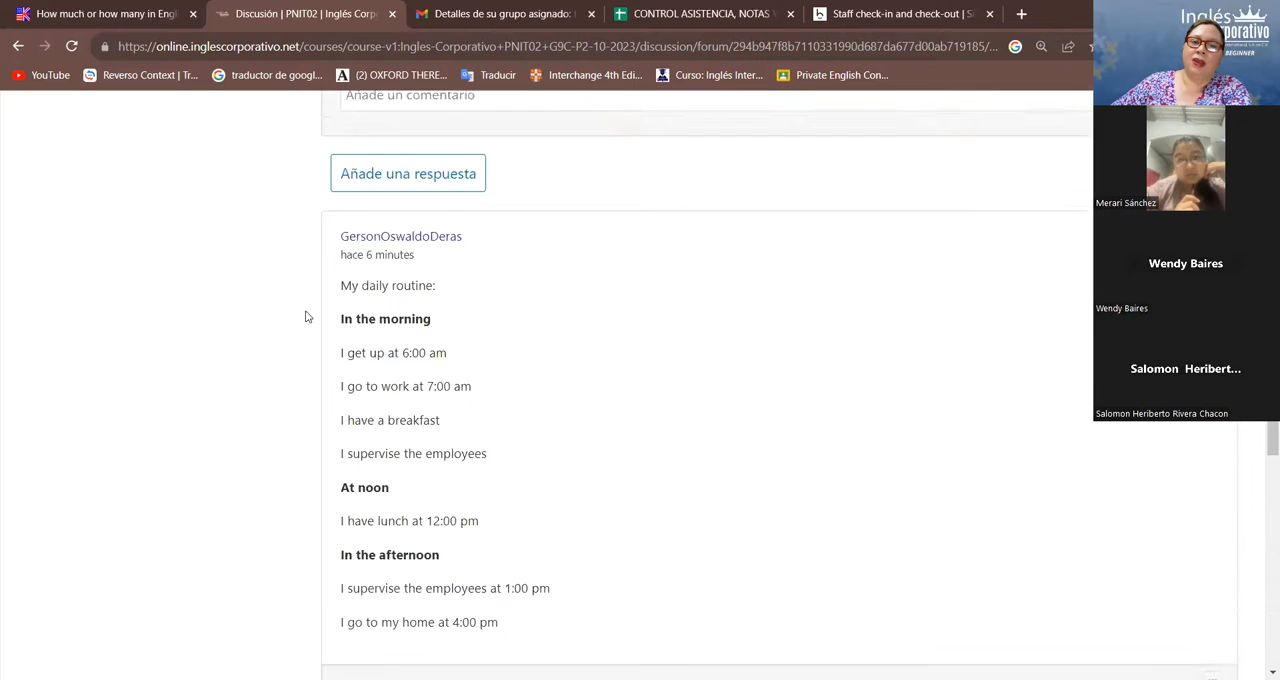 How much or how many in Engl
Discusión | PNIT02 | Inglés Corp
Detalles de su grupo asignado:
CONTROL ASISTENCIA, NOTAS
Staff check-in and check-out | S
https://online.inglescorporativo.net/courses/course-v1:Ingles-Corporativo+PNIT02+G9C-P2-10-2023/discussion/forum/294b947f8b7110331990d687da677d00ab719185/...
YouTube
Reverso Context | Tr...
traductor de googl...
(2) OXFORD THERE...
Traducir
Interchange 4th Edi...
Curso: Inglés Inter...
Private English Con...
Inglés
Corporativo
BEGINNER
Añade un comentario
Añade una respuesta
Merari Sánchez
GersonOswaldoDeras
hace 6 minutes
Wendy Baires
Wendy Baires
My daily routine:
In the morning
I get up at 6:00 am
Salomon Heribert...
I go to work at 7:00 am
Salomon Heriberto Rivera Chacon
I have a breakfast
I supervise the employees
At noon
I have lunch at 12:00 pm
In the afternoon
I supervise the employees at 1:00 pm
I go to my home at 4:00 pm